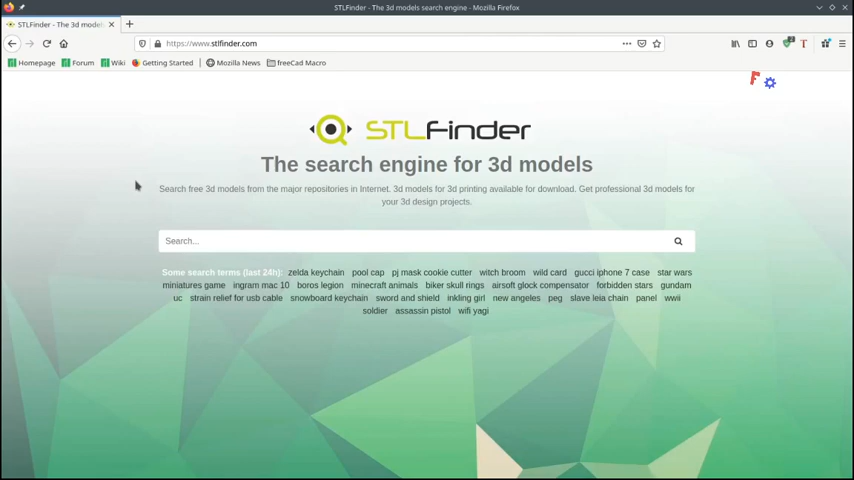 STLFinder - The 3d models search engine - Mozilla Firefox
STLFinder - The 3d models
https://www.stlfinder.com
2
T
Homepage Forum Wiki Getting Started Mozilla News freeCad Macro
F
STLFinder
The search engine for 3d models
Search free 3d models from the major repositories in Internet. 3d models for 3d printing available for download. Get professional 3d models for
your 3d design projects.
Search...
Some search terms (last 24h): zelda keychain pool cap pj mask cookie cutter witch broom wild card gucci iphone 7 case star wars
miniatures game ingram mac 10 boros legion minecraft animals biker skull rings airsoft glock compensator forbidden stars gundam
uc strain relief for usb cable snowboard keychain sword and shield inkling girl new angeles peg slave leia chain panel wwii
soldier assassin pistol wifi yagi